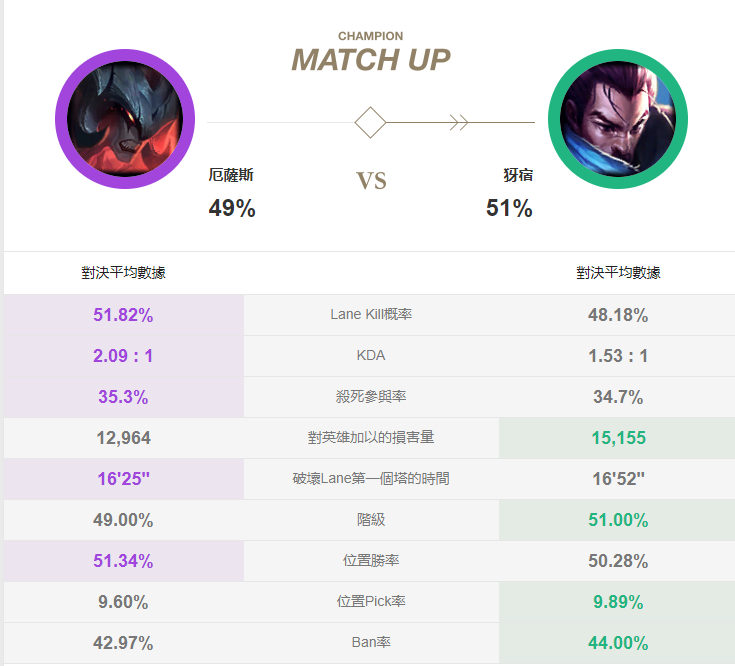 CHAMPION
MATCH UP
厄薩斯
VS
犽宿
49%
51%
對決平均數據
對決平均數據
51.82%
Lane Kill概率
48.18%
2.09 : 1
KDA
1.53 : 1
35.3%
殺死參與率
34.7%
12,964
對英雄加以的損害量
15,155
16'25''
破壞Lane第一個塔的時間
16'52''
49.00%
階級
51.00%
51.34%
位置勝率
50.28%
9.60%
位置Pick率
9.89%
42.97%
Ban率
44.00%